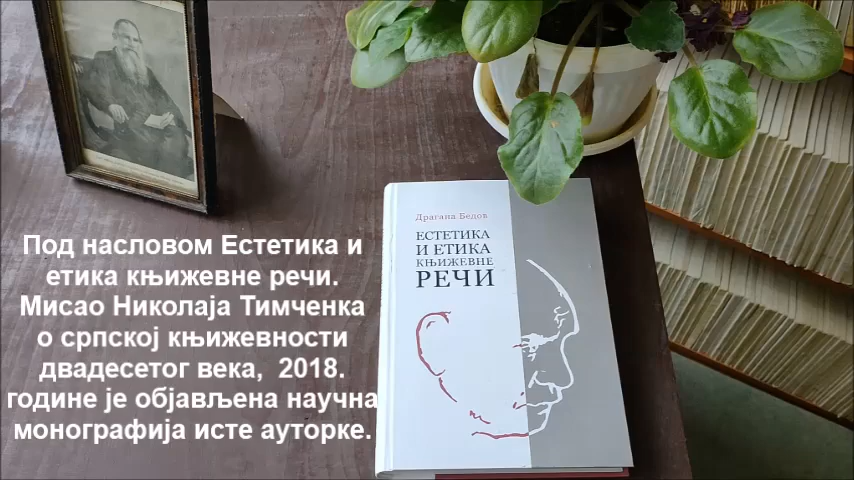 Под насловом Естетика и
етика књижевне речи.
Мисао Николаја Тимченка
о српској књижевности
двадесетог века,  2018.
године је објављена научна
монографија исте ауторке.
Драгана Бедов
ЕСТЕТИКА
И ЕТИКА
КЊИЖЕВНЕ
РЕЧИ